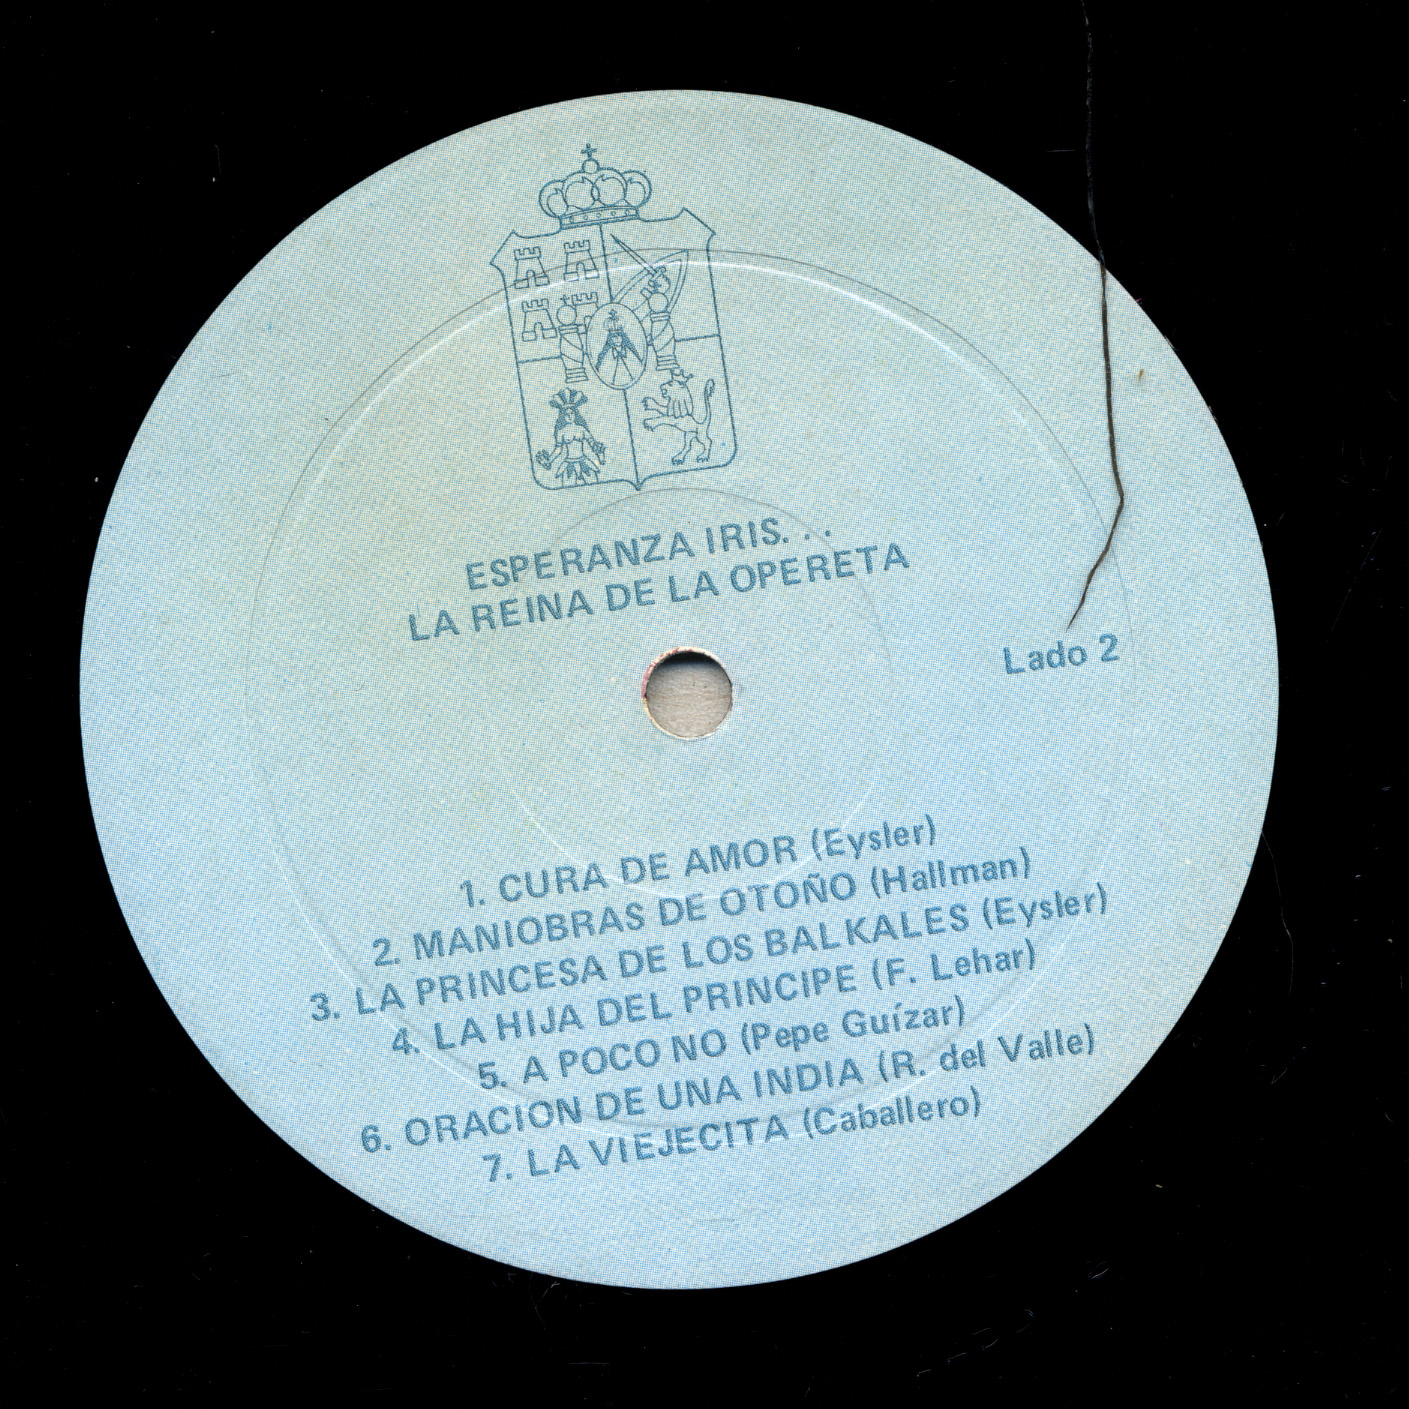 ESPERANZA IRIS. . .
LA REINA DE LA OPERETA
Lado 2
1. CURA DE AMOR (Eysler)
2. MANIOBRAS DE OTOÑO (Hallman)
3. LA PRINCESA DE LOS BALKALES (Eysler)
4. LA HIJA DEL PRINCIPE (F. Lehar)
5. A POCO NO (Pepe Guízar)
6. ORACION DE UNA INDIA (R. del Valle)
7. LA VIEJECITA (Caballero)